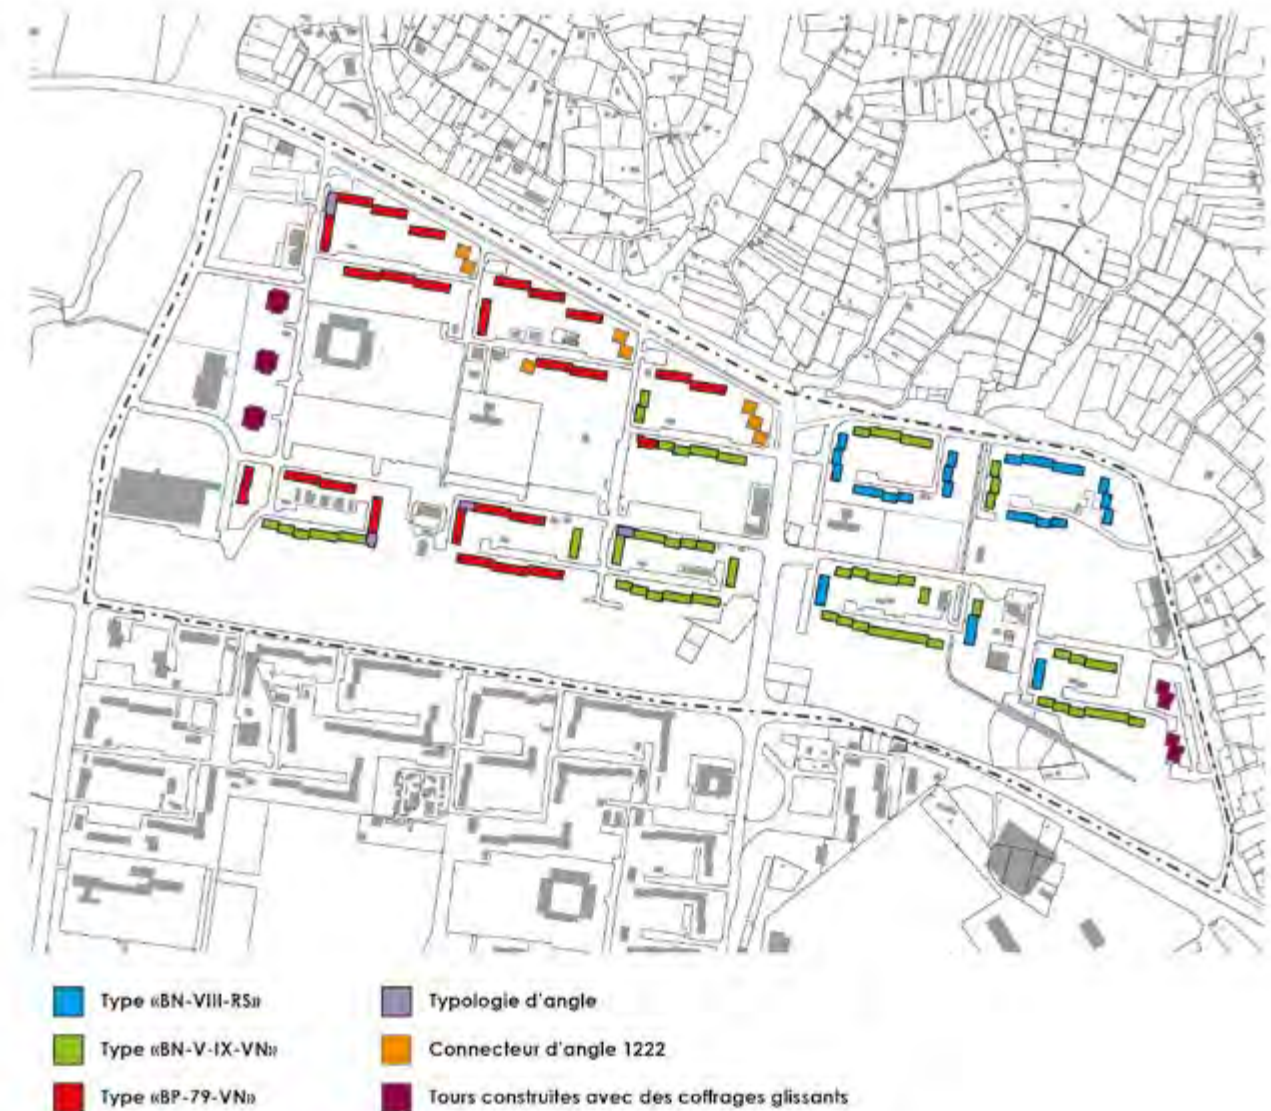 Type «BN-VIII-RS»
Typologie d'angle
Type «BN-V-IX-VN»
Connecteur d'angle 1222
Type «BP-79-VN»
Tours construites avec des coffrages glissants